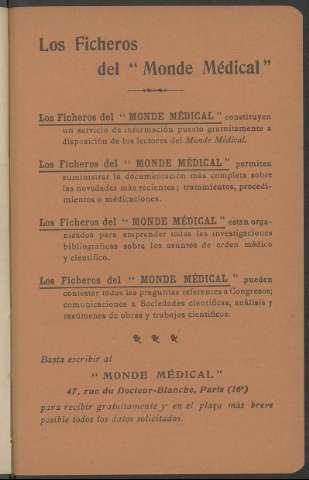 Los Ficheros
del “ Monde Médical ”
Los Ficheros del “ MONDE MÉDICAL ” constituyen
un servicio de información puesto gratuitamente a
disposición de los lectores del Monde Médical.
Los Ficheros del “ MONDE MÉDICAL ” permiten
suministrar la documentación más completa sobre
las novedades más recientes; tratamientos, procedi-
mientos o médicaciones.
Los Ficheros del “ MONDE MÉDICAL ” estan orga-
nizados para emprender todas las investigaciones
bibliográficas sobre los asuntos de orden médico
y científico.
Los Ficheros del “ MONDE MÉDICAL ” pueden
contestar todas las preguntas referentes a Congresos;
comunicaciones a Sociedades científicas, análisis y
resúmenes de obras y trabajos científicos.
Basta escribir al
“ MONDE MÉDICAL ”
47, rue du Docteur-Blanche, Paris (16e)
para recibir gratuitamente y en el plazo más breve
posible todos los datos solicitados.